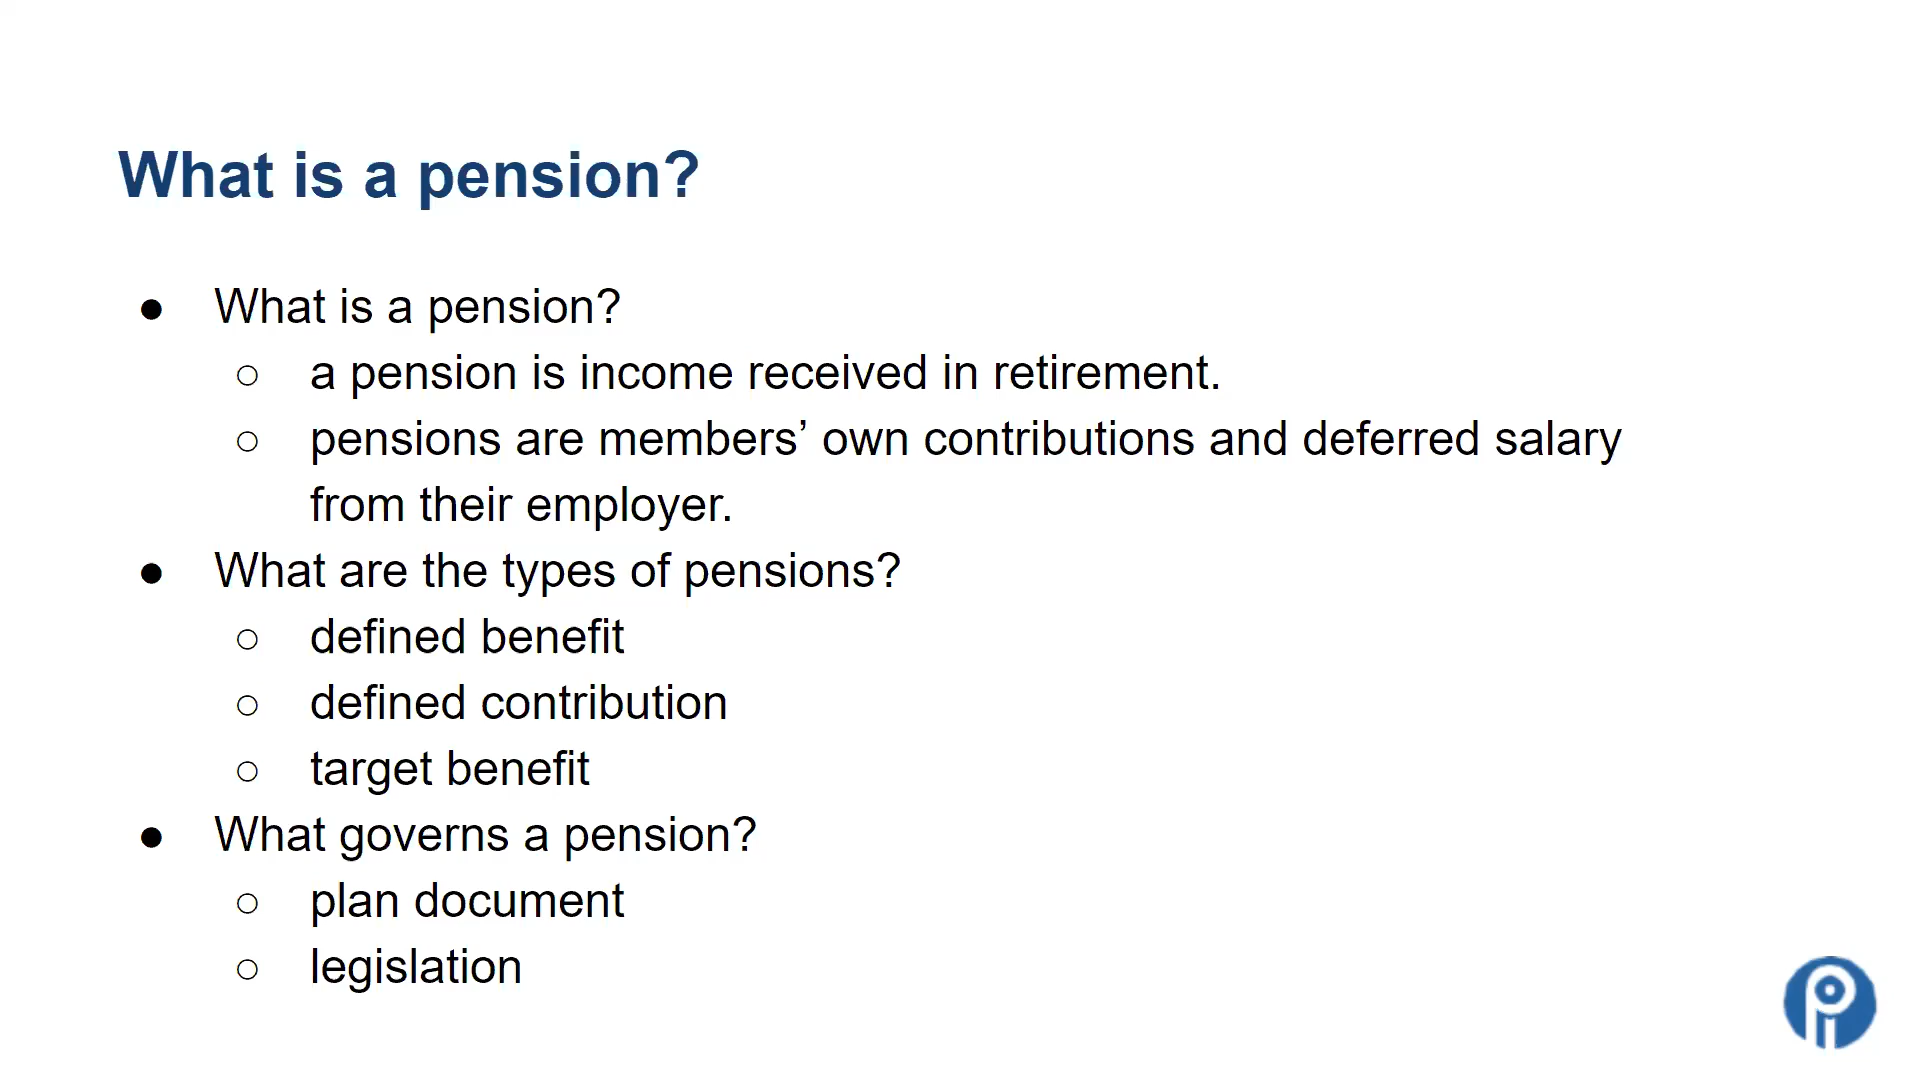 What is a pension?
● What is a pension?
○ a pension is income received in retirement.
○ pensions are members’ own contributions and deferred salary
from their employer.
● What are the types of pensions?
○ defined benefit
○ defined contribution
○ target benefit
● What governs a pension?
○ plan document
○ legislation